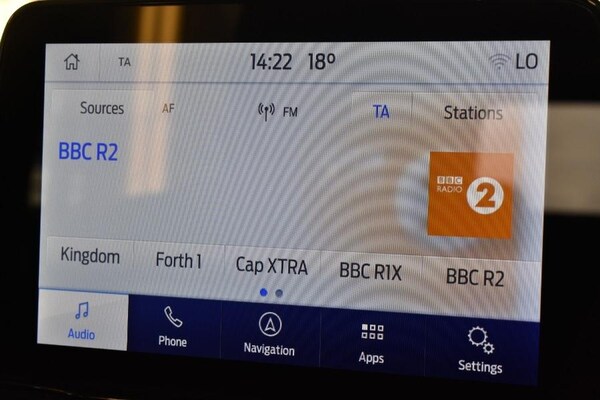 TA 14:22 18° LO
Sources AF FM TA Stations
BBC R2
BBC
RADIO 2
Kingdom Forth 1 Cap XTRA BBC R1X BBC R2
Audio Phone Navigation Apps Settings